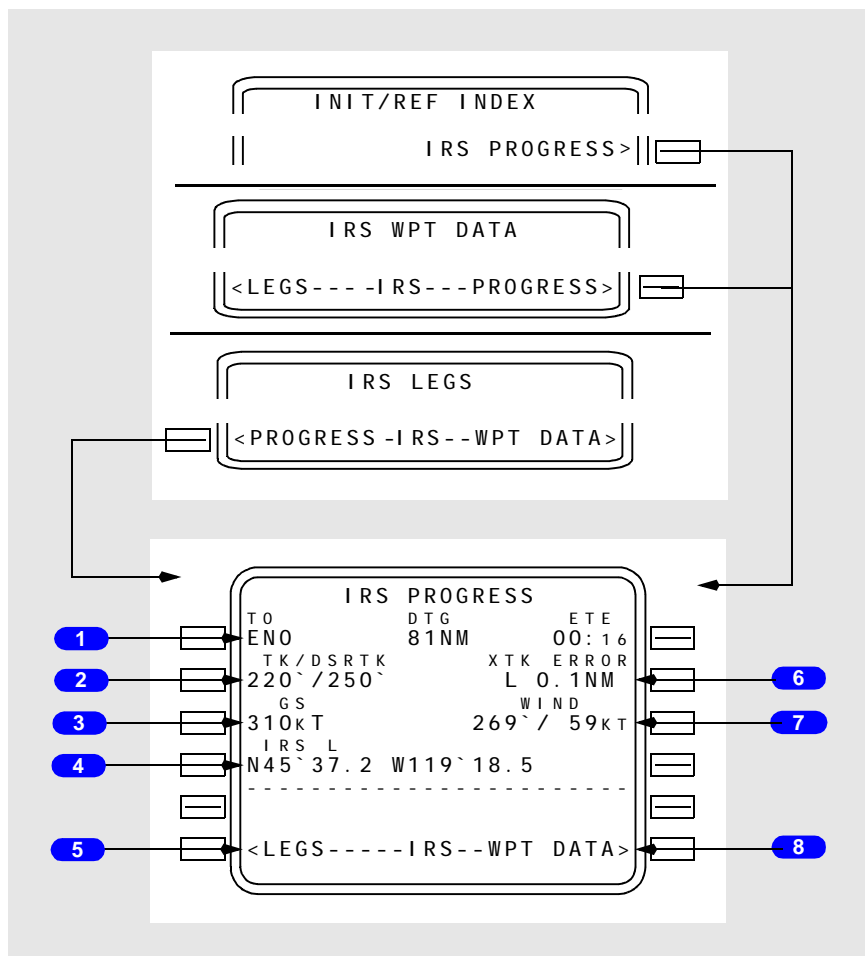 INIT/REF INDEX
IRS PROGRESS>
IRS WPT DATA
<LEGS-----IRS---PROGRESS>
IRS LEGS
<PROGRESS-IRS--WPT DATA>
IRS PROGRESS
TO DTG ETE
1 ENO 81NM 00:16
TK/DSRTK XTK ERROR
2 220`/250` L 0.1NM 6
GS WIND
3 310KT 269`/ 59KT 7
IRS L
4 N45`37.2 W119`18.5
-------------------------
5 <LEGS-----IRS--WPT DATA> 8